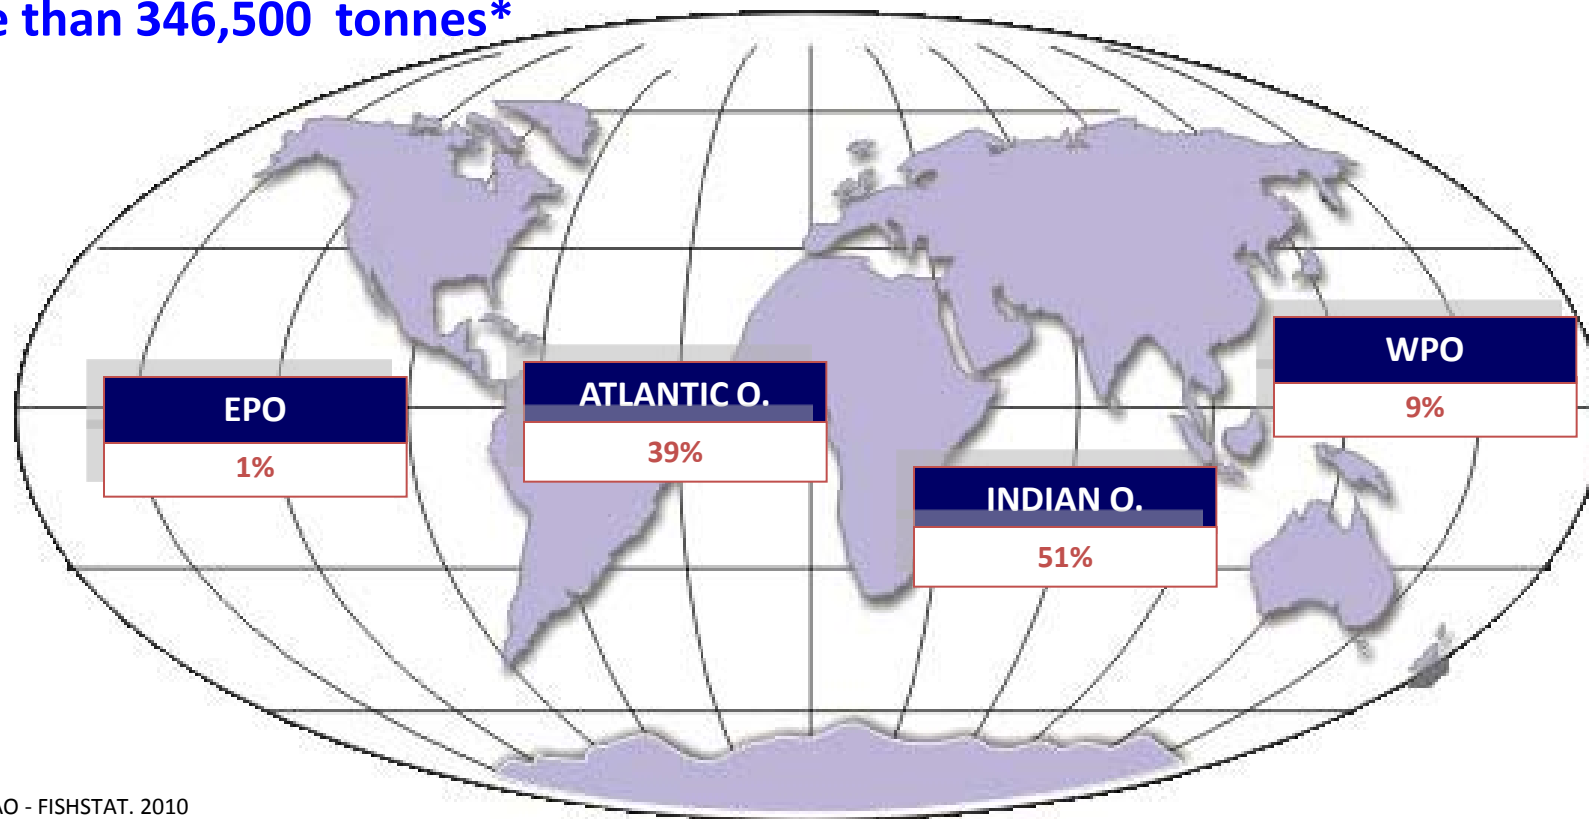 e than 346,500 tonnes*
WPO
9%
ATLANTIC O.
39%
EPO
1%
INDIAN O.
51%
AO - FISHSTAT. 2010